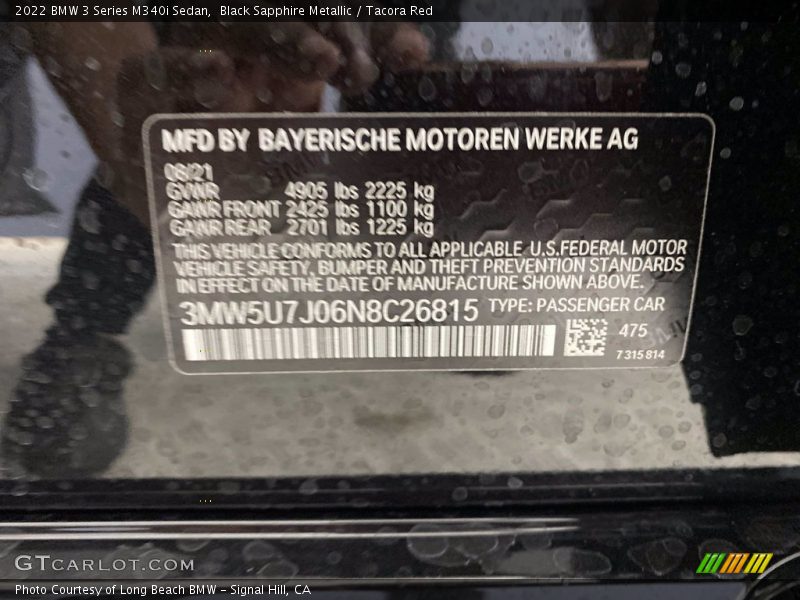 2022 BMW 3 Series M340i Sedan,  Black Sapphire Metallic / Tacora Red
MFD BY BAYERISCHE MOTOREN WERKE AG
08/21
GVWR 4905 lbs 2225 kg
GAWR FRONT 2425 lbs 1100 kg
GAWR REAR 2701 lbs 1225 kg
THIS VEHICLE CONFORMS TO ALL APPLICABLE U.S.FEDERAL MOTOR
VEHICLE SAFETY, BUMPER AND THEFT PREVENTION STANDARDS
IN EFFECT ON THE DATE OF MANUFACTURE SHOWN ABOVE.
3MW5U7J06N8C26815 TYPE: PASSENGER CAR
475
7 315 814
GTCARLOT.COM
Photo Courtesy of Long Beach BMW - Signal Hill, CA